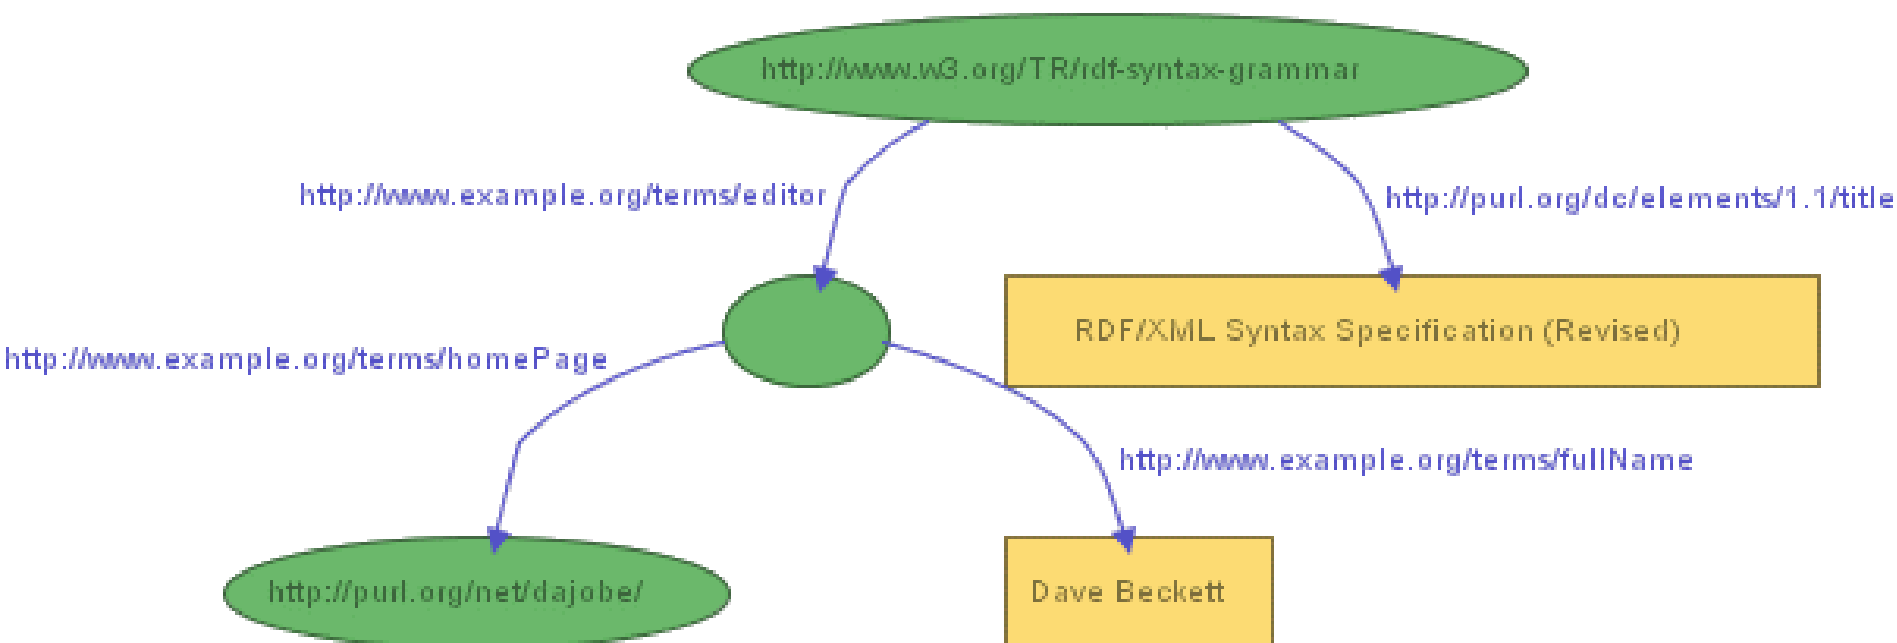 http://www.w3.org/TR/rdf-syntax-grammar
http://www.example.org/terms/editor
http://purl.org/dc/elements/1.1/title
RDF/XML Syntax Specification (Revised)
http://www.example.org/terms/homePage
http://www.example.org/terms/fullName
http://purl.org/net/dajobe/
Dave Beckett